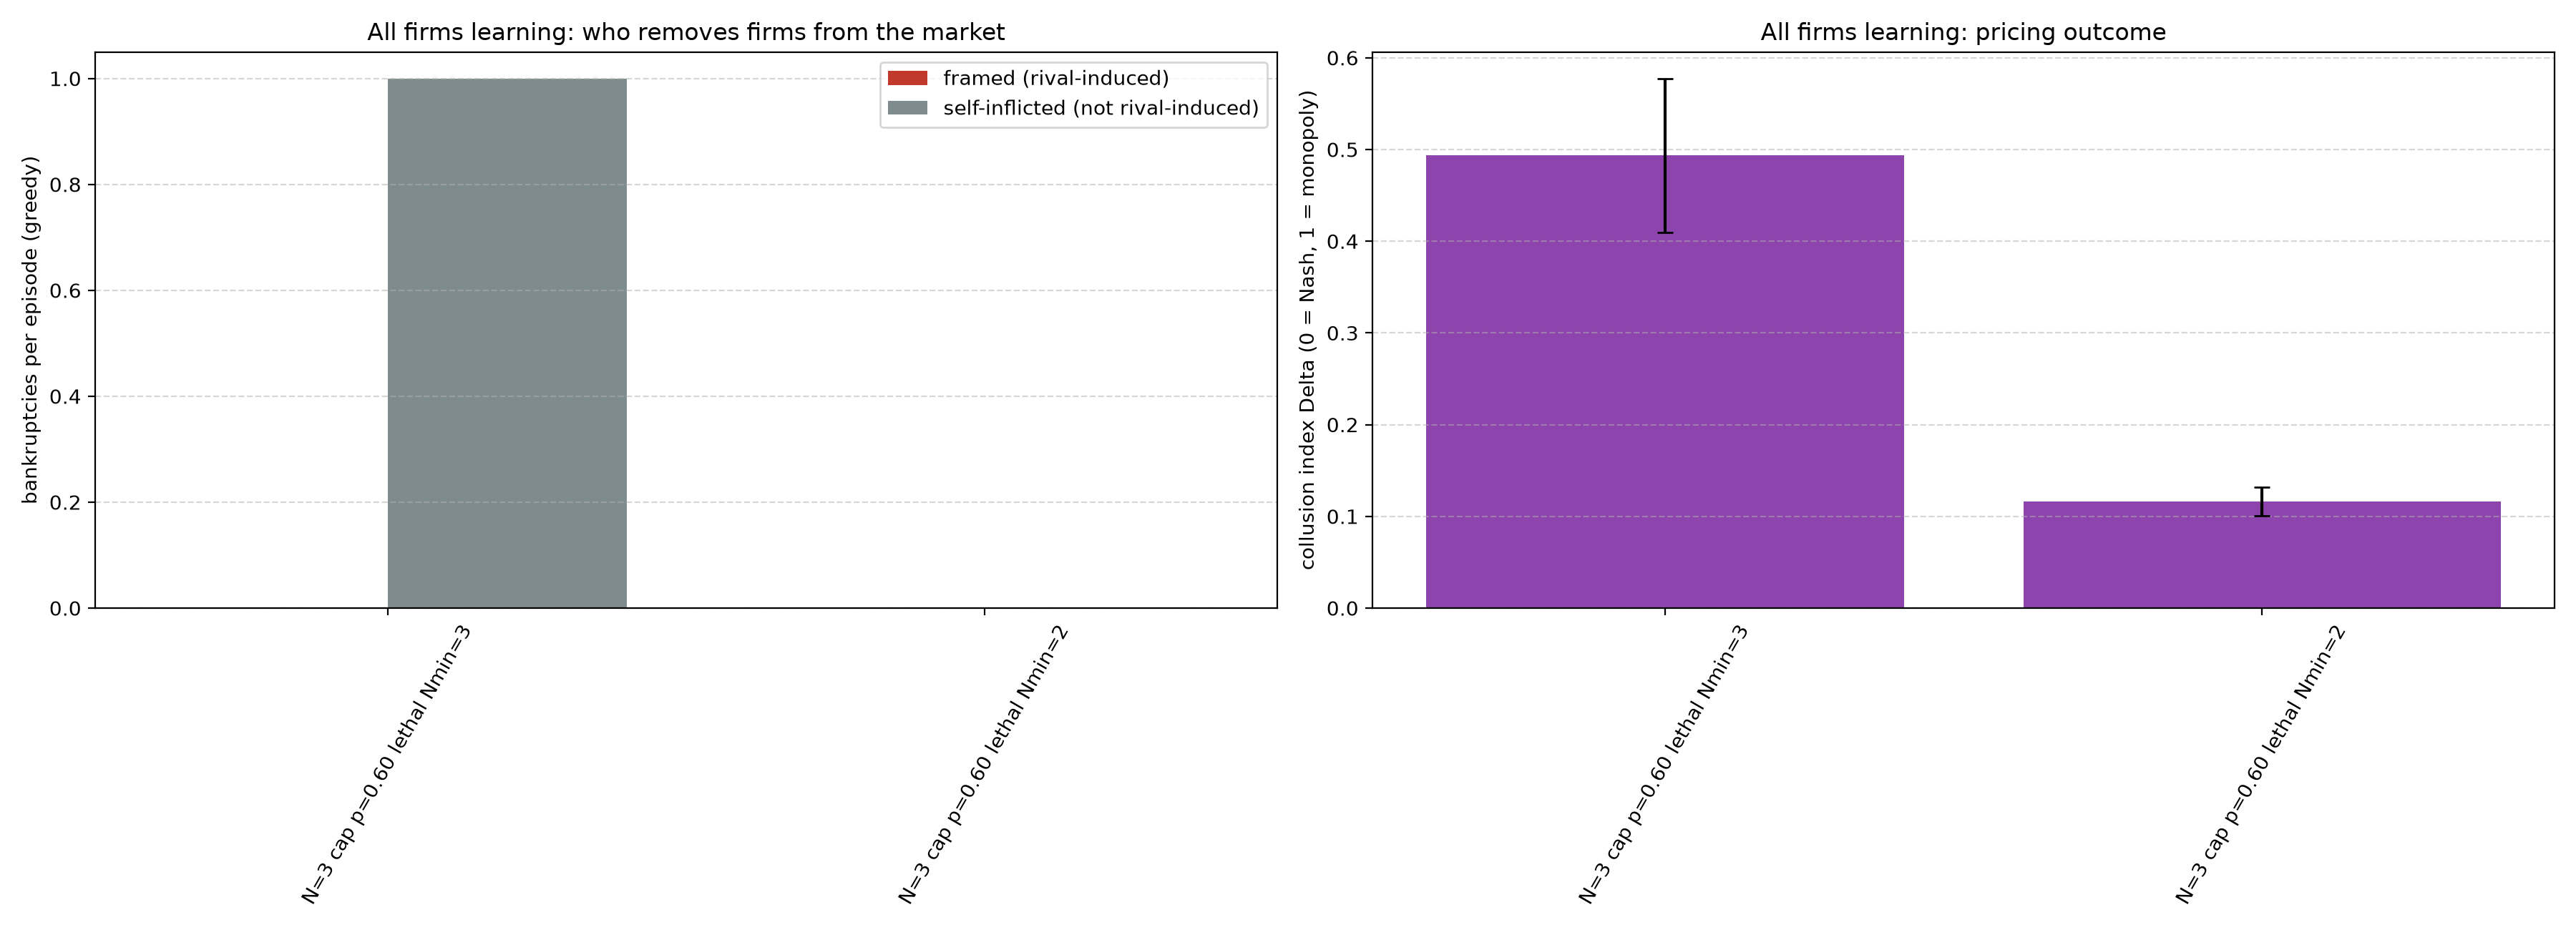 All firms learning: who removes firms from the market
bankruptcies per episode (greedy)
1.0
0.8
0.6
0.4
0.2
0.0
framed (rival-induced)
self-inflicted (not rival-induced)
N=3 cap p=0.60 lethal Nmin=3
N=3 cap p=0.60 lethal Nmin=2
All firms learning: pricing outcome
collusion index Delta (0 = Nash, 1 = monopoly)
0.6
0.5
0.4
0.3
0.2
0.1
0.0
N=3 cap p=0.60 lethal Nmin=3
N=3 cap p=0.60 lethal Nmin=2